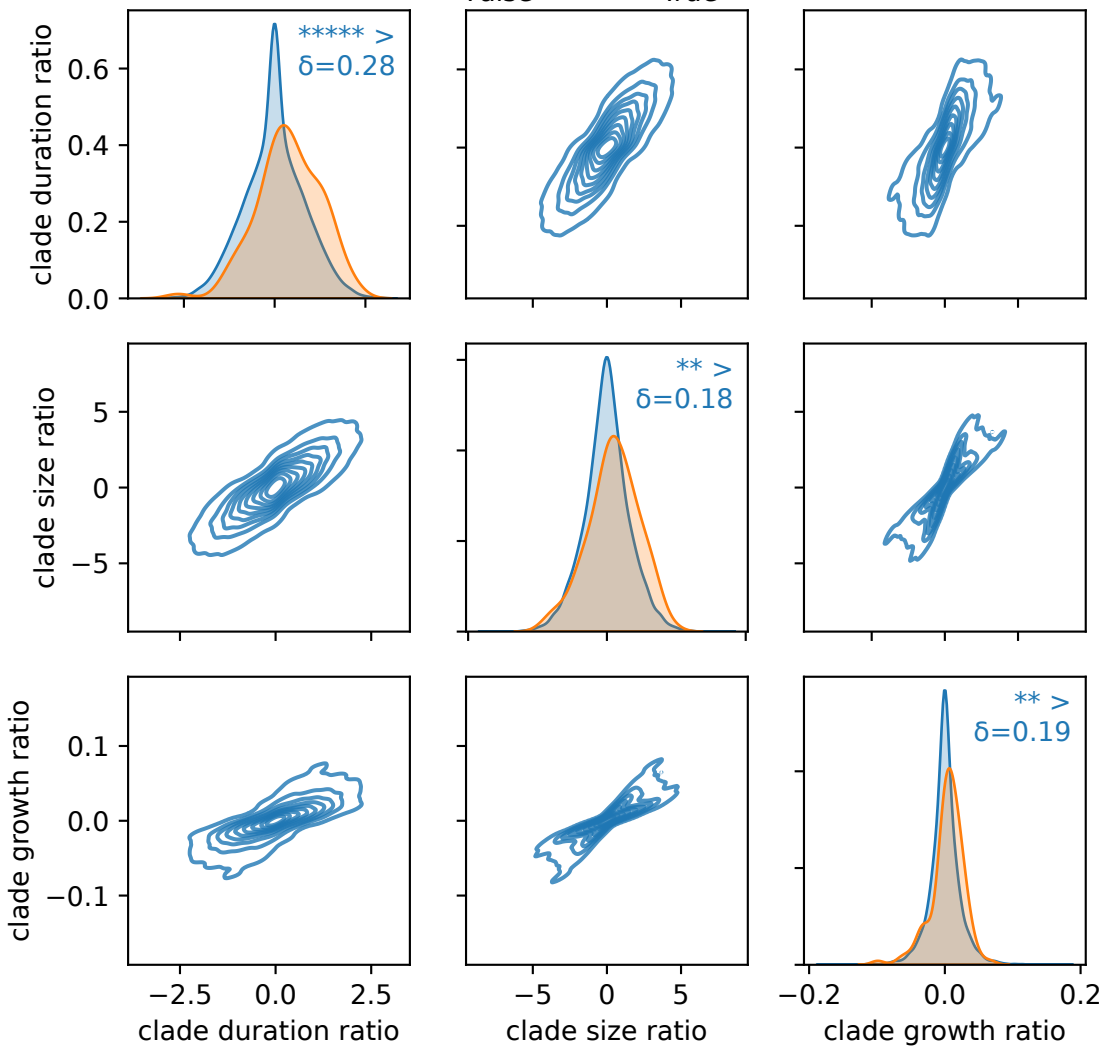 clade duration ratio
0.6
0.4
0.2
0.0
***** >
δ=0.28
clade size ratio
5
0
−5
** >
δ=0.18
clade growth ratio
0.1
0.0
−0.1
** >
δ=0.19
−2.5 0.0 2.5
−5 0 5
−0.2 0.0 0.2
clade duration ratio
clade size ratio
clade growth ratio